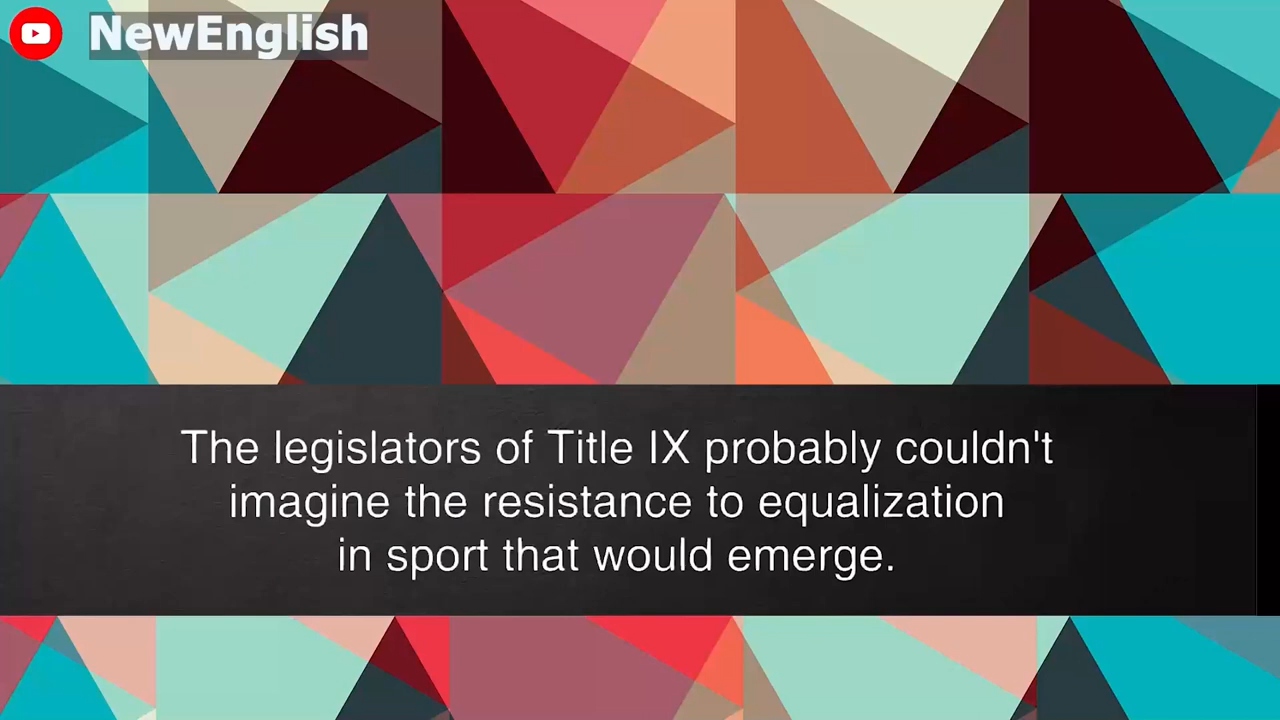 NewEnglish
The legislators of Title IX probably couldn't
imagine the resistance to equalization
in sport that would emerge.